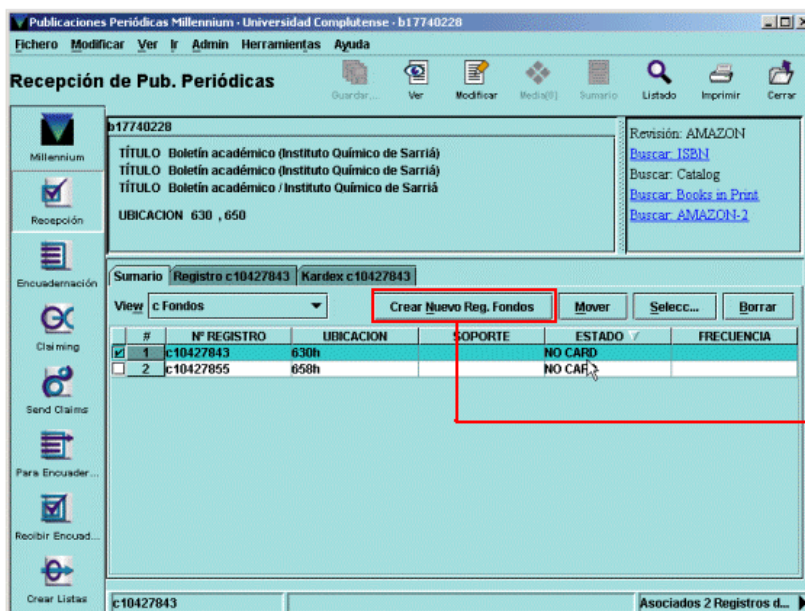 Publicaciones Periódicas Millennium - Universidad Complutense - b17740228
Fichero Modificar Ver Ir Admin Herramientas Ayuda
Recepción de Pub. Periódicas
Guardar... Ver Modificar Media[0] Sumario Listado Imprimir Cerrar
Millennium
Recepción
Encuadernación
Claiming
Send Claims
Para Encuader...
Recibir Encuad...
Crear Listas
b17740228
TÍTULO Boletín académico (Instituto Químico de Sarriá)
TÍTULO Boletín académico (Instituto Químico de Sarriá)
TÍTULO Boletín académico / Instituto Químico de Sarriá
UBICACION 630 , 650
Revisión: AMAZON
Buscar: ISBN
Buscar: Catalog
Buscar: Books in Print
Buscar: AMAZON-2
Sumario Registro c10427843 Kardex c10427843
View c Fondos Crear Nuevo Reg. Fondos Mover Selecc... Borrar
# Nº REGISTRO UBICACION SOPORTE ESTADO FRECUENCIA
1 c10427843 630h NO CARD
2 c10427855 658h NO CARD
c10427843 Asociados 2 Registros d...